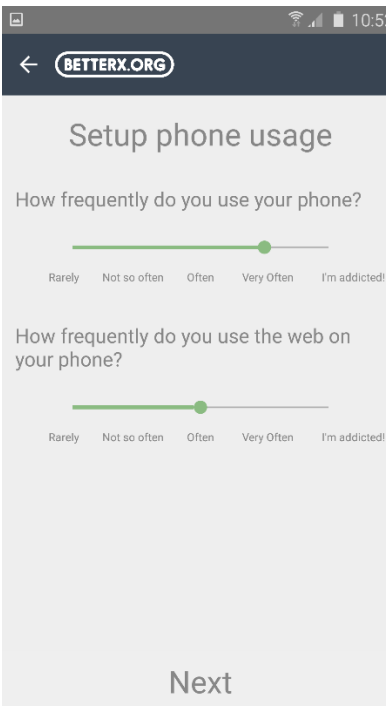 10:52
BETTERX.ORG
Setup phone usage
How frequently do you use your phone?
Rarely Not so often Often Very Often I'm addicted!
How frequently do you use the web on
your phone?
Rarely Not so often Often Very Often I'm addicted!
Next